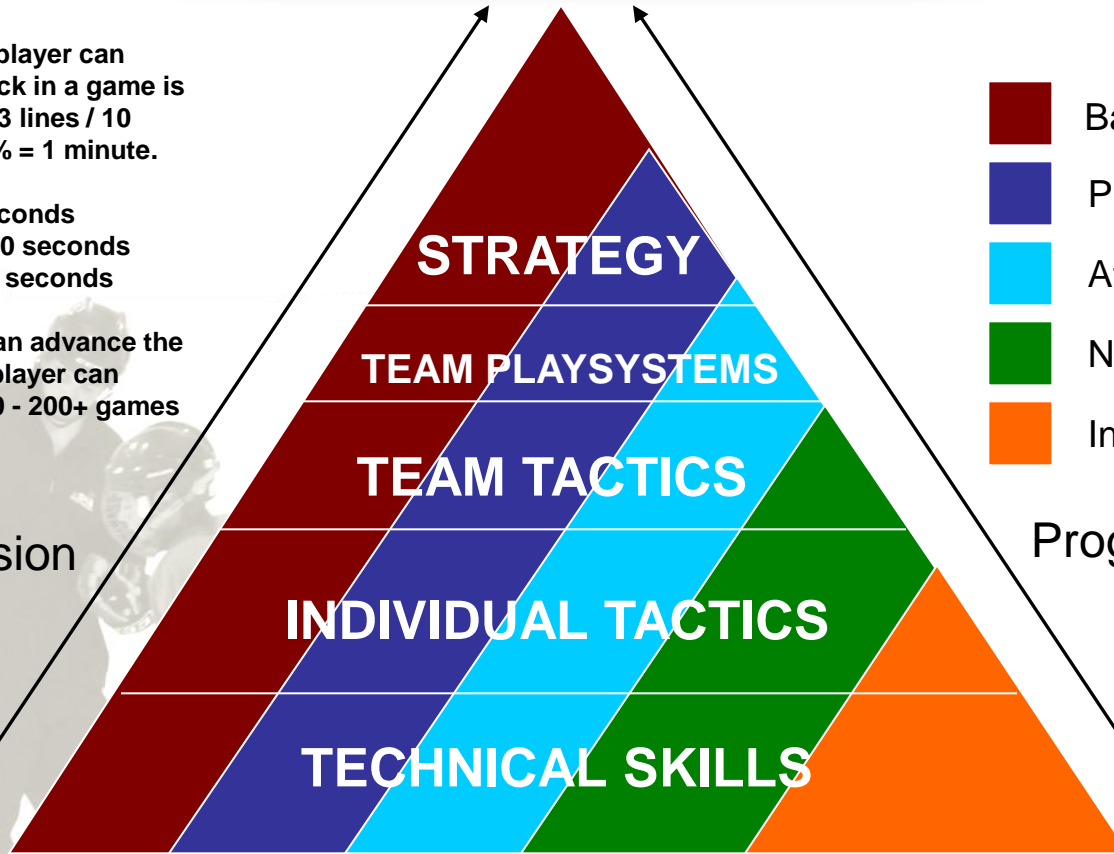 player can
ck in a game is
3 lines / 10
% = 1 minute.
conds
0 seconds
seconds
an advance the
player can
0 - 200+ games
sion
STRATEGY
TEAM PLAYSYSTEMS
TEAM TACTICS
INDIVIDUAL TACTICS
TECHNICAL SKILLS
Ba
P
A
N
In
Prog